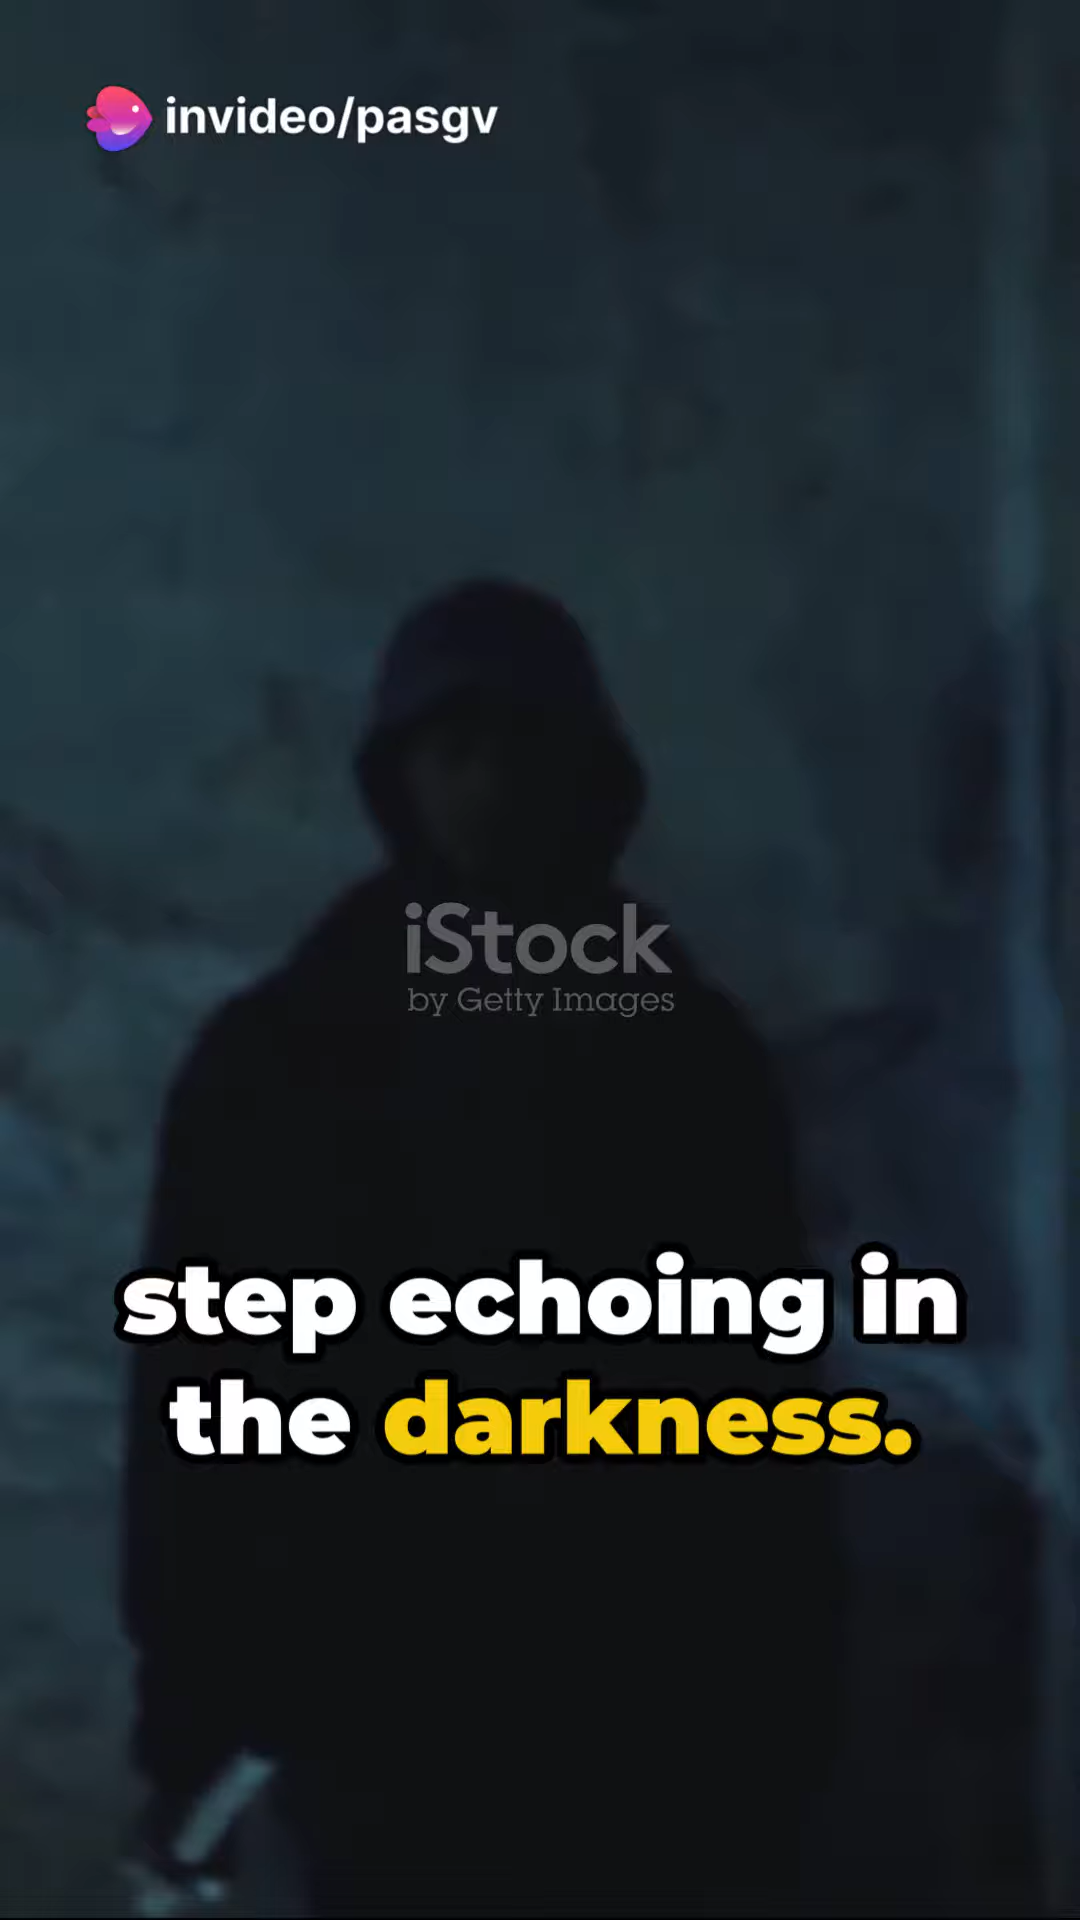 invideo/pasgv
iStock
by Getty Images
step echoing in
the darkness.